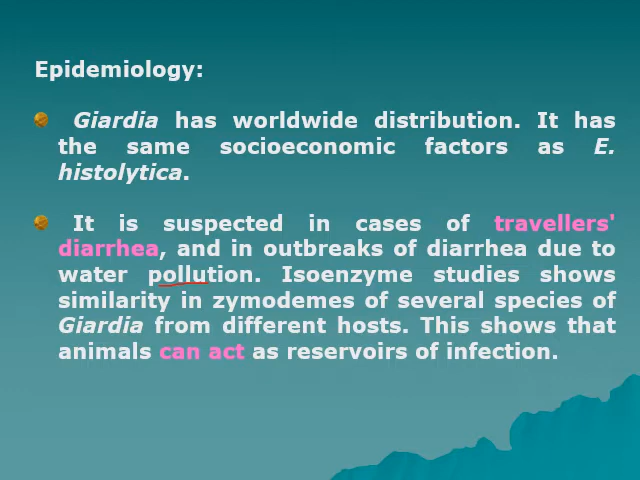 Epidemiology:
Giardia has worldwide distribution. It has
the same socioeconomic factors as E.
histolytica.
It is suspected in cases of travellers'
diarrhea, and in outbreaks of diarrhea due to
water pollution. Isoenzyme studies shows
similarity in zymodemes of several species of
Giardia from different hosts. This shows that
animals can act as reservoirs of infection.